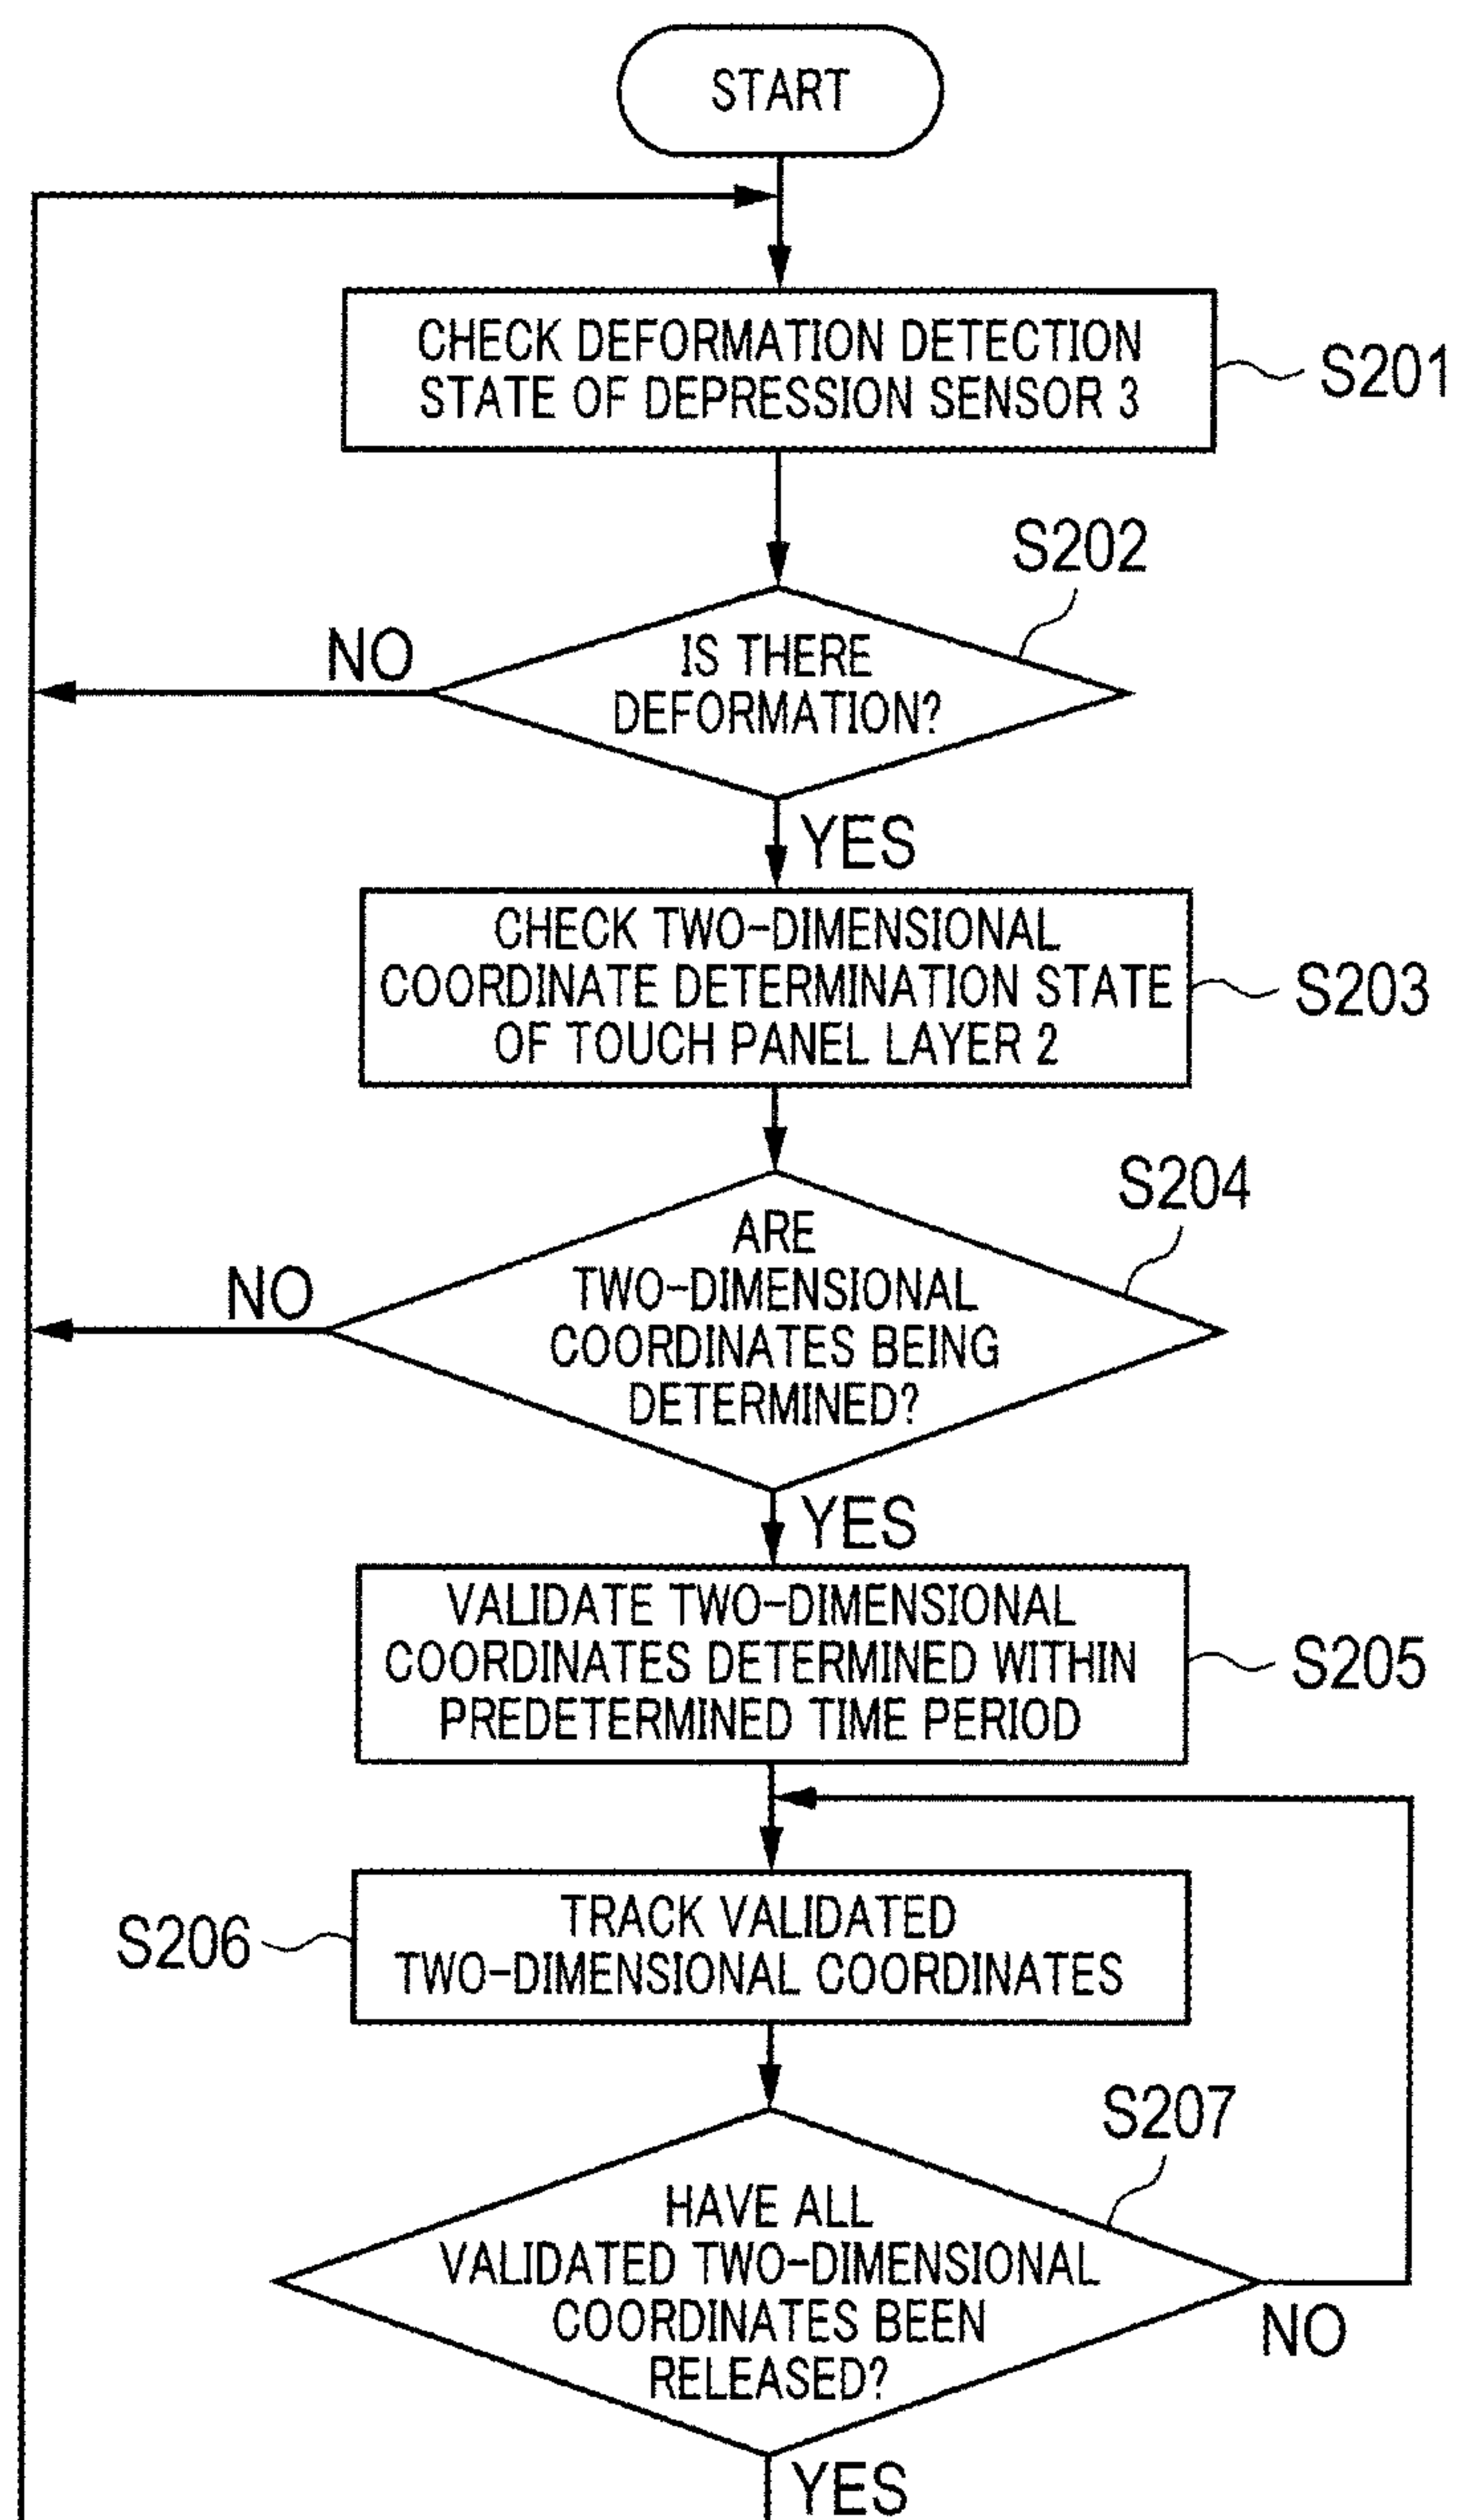 START
CHECK DEFORMATION DETECTION
STATE OF DEPRESSION SENSOR 3
S201
S202
IS THERE
DEFORMATION?
NO
YES
CHECK TWO-DIMENSIONAL
COORDINATE DETERMINATION STATE
OF TOUCH PANEL LAYER 2
S203
S204
ARE
TWO-DIMENSIONAL
COORDINATES BEING
DETERMINED?
NO
YES
VALIDATE TWO-DIMENSIONAL
COORDINATES DETERMINED WITHIN
PREDETERMINED TIME PERIOD
S205
TRACK VALIDATED
TWO-DIMENSIONAL COORDINATES
S206
S207
HAVE ALL
VALIDATED TWO-DIMENSIONAL
COORDINATES BEEN
RELEASED?
NO
YES